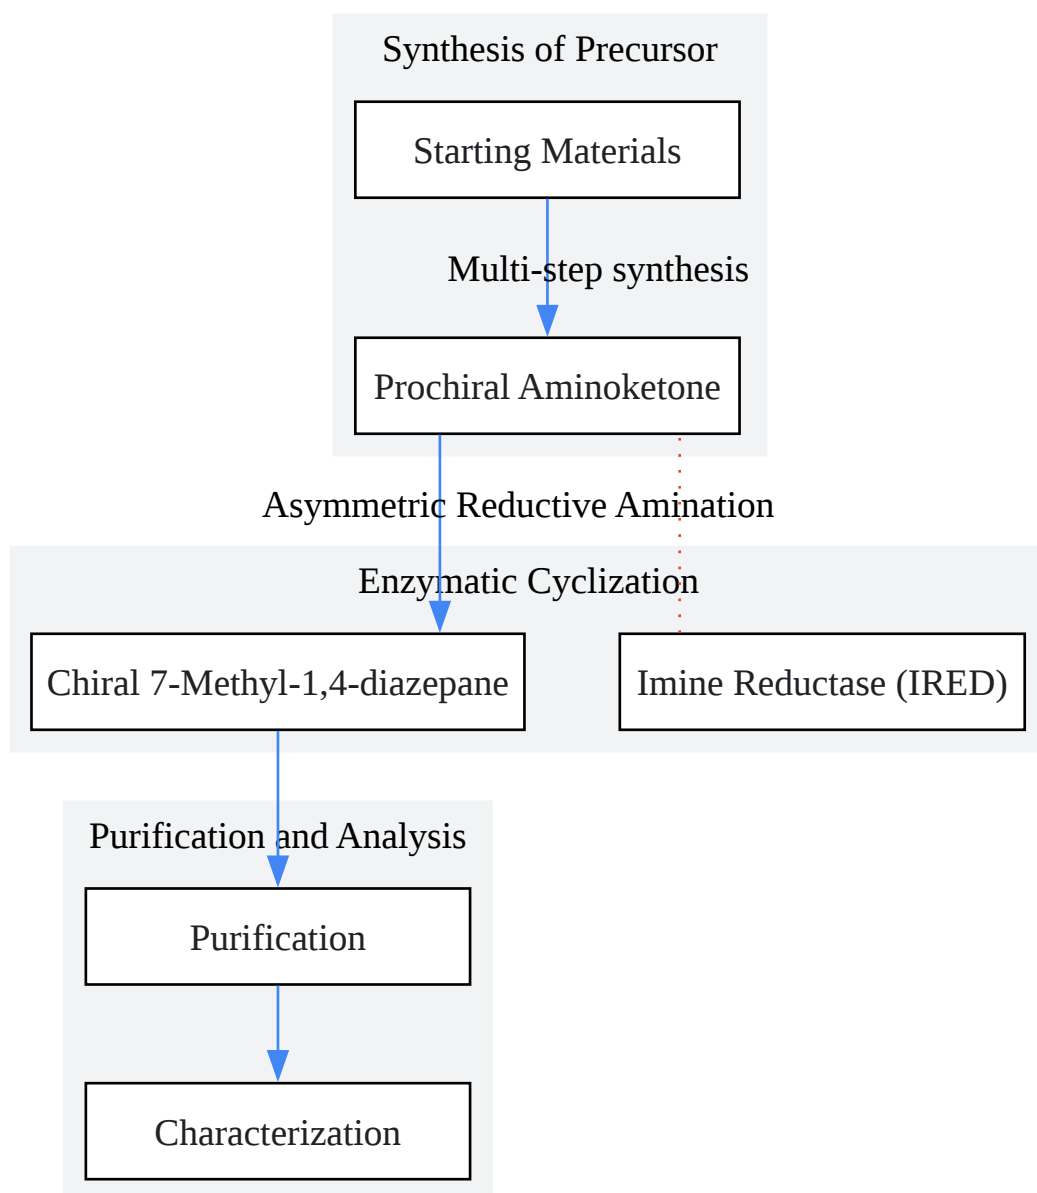 Synthesis of Precursor
Starting Materials
Multi-step synthesis
Prochiral Aminoketone
Asymmetric Reductive Amination
Enzymatic Cyclization
Chiral 7-Methyl-1,4-diazepane
Imine Reductase (IRED)
Purification and Analysis
Purification
Characterization